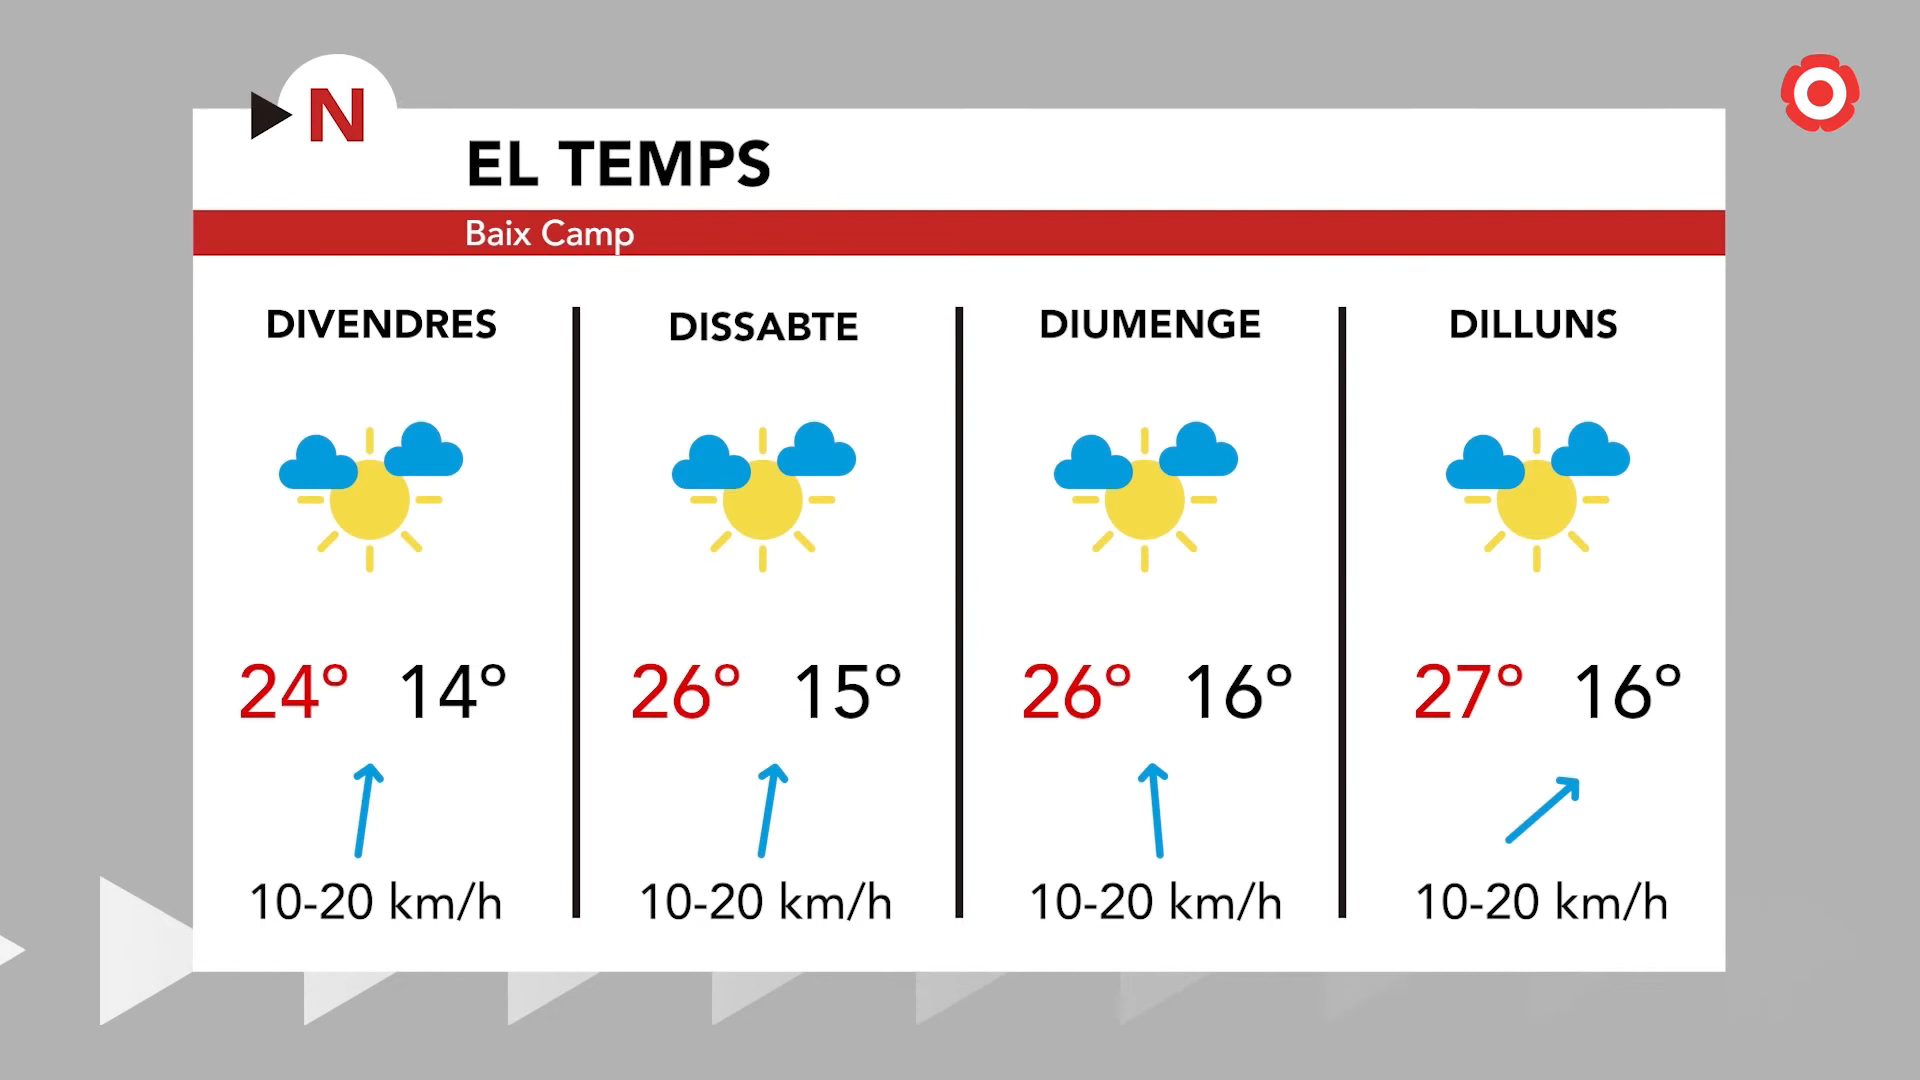 N
EL TEMPS
Baix Camp
DIVENDRES
24° 14°
10-20 km/h
DISSABTE
26° 15°
10-20 km/h
DIUMENGE
26° 16°
10-20 km/h
DILLUNS
27° 16°
10-20 km/h